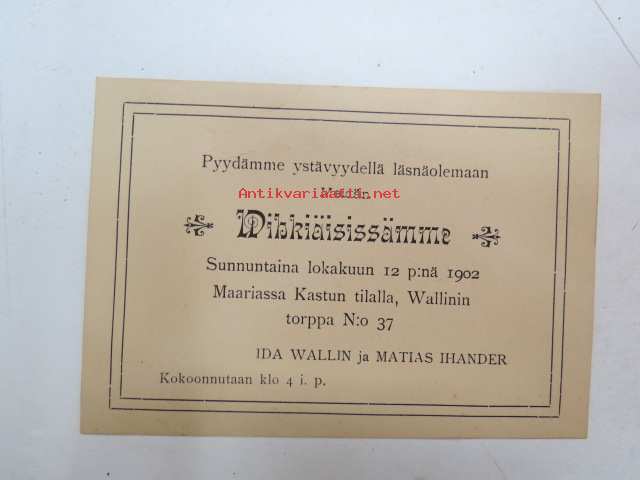 Pyydämme ystävyydellä läsnäolemaan
Antikvariaatti.net
Wihkiäisissämme
Sunnuntaina lokakuun 12 p:nä 1902
Maariassa Kastun tilalla, Wallinin
torppa N:o 37
IDA WALLIN ja MATIAS IHANDER
Kokoonnutaan klo 4 i. p.